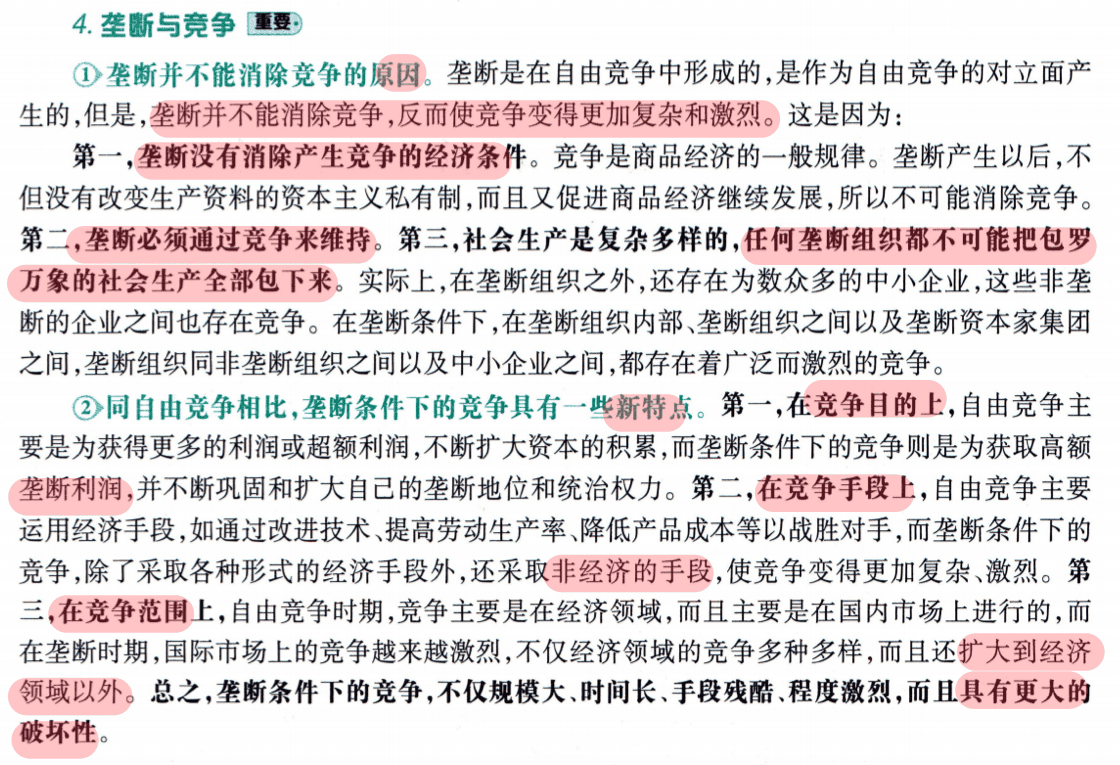 4. 垄断与竞争 重要
①垄断并不能消除竞争的原因。垄断是在自由竞争中形成的,是作为自由竞争的对立面产
生的,但是,垄断并不能消除竞争,反而使竞争变得更加复杂和激烈。这是因为:
第一,垄断没有消除产生竞争的经济条件。竞争是商品经济的一般规律。垄断产生以后,不
但没有改变生产资料的资本主义私有制,而且又促进商品经济继续发展,所以不可能消除竞争。
第二,垄断必须通过竞争来维持。第三,社会生产是复杂多样的,任何垄断组织都不可能把包罗
万象的社会生产全部包下来。实际上,在垄断组织之外,还存在为数众多的中小企业,这些非垄
断的企业之间也存在竞争。在垄断条件下,在垄断组织内部、垄断组织之间以及垄断资本家集团
之间,垄断组织同非垄断组织之间以及中小企业之间,都存在着广泛而激烈的竞争。
②同自由竞争相比,垄断条件下的竞争具有一些新特点。第一,在竞争目的上,自由竞争主
要是为获得更多的利润或超额利润,不断扩大资本的积累,而垄断条件下的竞争则是为获取高额
垄断利润,并不断巩固和扩大自己的垄断地位和统治权力。第二,在竞争手段上,自由竞争主要
运用经济手段,如通过改进技术、提高劳动生产率、降低产品成本等以战胜对手,而垄断条件下的
竞争,除了采取各种形式的经济手段外,还采取非经济的手段,使竞争变得更加复杂、激烈。第
三,在竞争范围上,自由竞争时期,竞争主要是在经济领域,而且主要是在国内市场上进行的,而
在垄断时期,国际市场上的竞争越来越激烈,不仅经济领域的竞争多种多样,而且还扩大到经济
领域以外。总之,垄断条件下的竞争,不仅规模大、时间长、手段残酷、程度激烈,而且具有更大的
破坏性。